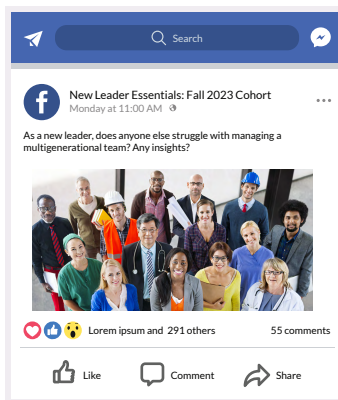 Search
New Leader Essentials: Fall 2023 Cohort
Monday at 11:00 AM
As a new leader, does anyone else struggle with managing a
multigenerational team? Any insights?
Lorem ipsum and 291 others
55 comments
Like
Comment
Share